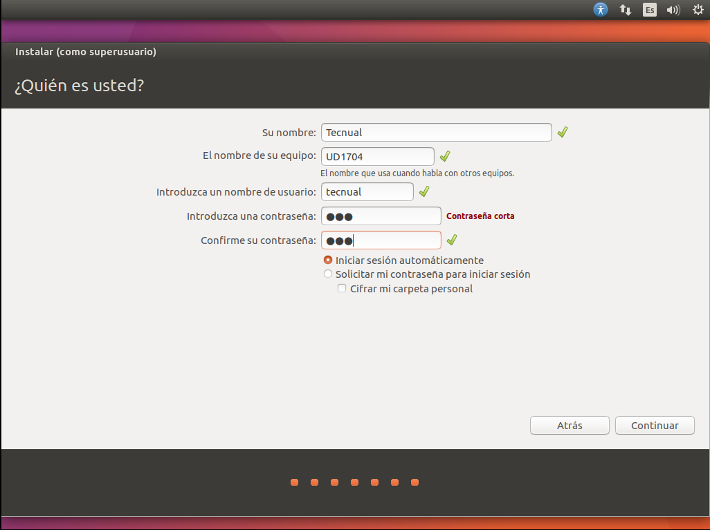 Es
Instalar (como superusuario)
¿Quién es usted?
Su nombre: Tecnual
El nombre de su equipo: UD1704
El nombre que usa cuando habla con otros equipos.
Introduzca un nombre de usuario: tecnual
Introduzca una contraseña: ●●● Contraseña corta
Confirme su contraseña: ●●●
Iniciar sesión automáticamente
Solicitar mi contraseña para iniciar sesión
Cifrar mi carpeta personal
Atrás Continuar